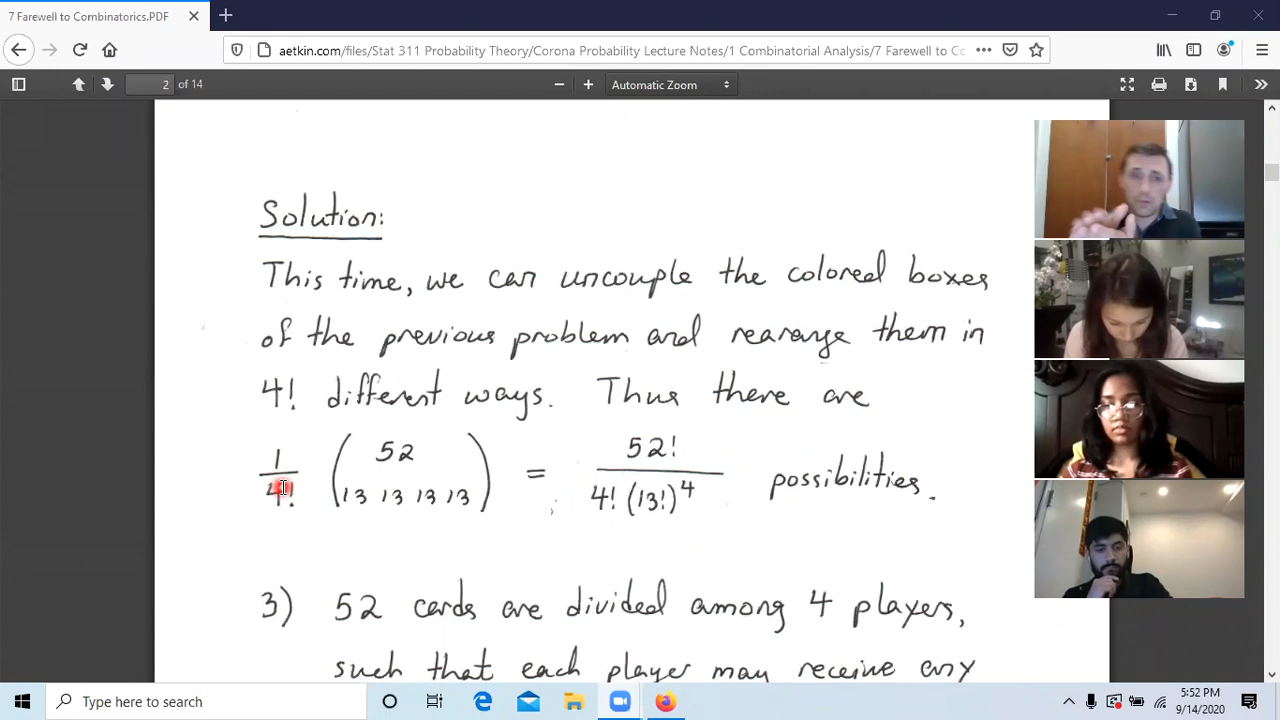 7 Farewell to Combinatorics.PDF
aetkin.com/files/Stat 311 Probability Theory/Corona Probability Lecture Notes/1 Combinatorial Analysis/7 Farewell to Co
2 of 14
Automatic Zoom
Solution:
This time, we can uncouple the colored boxes
of the previous problem and rearange them in
4! different ways. Thus there are
1/4! (52 / 13 13 13 13) = 52! / 4! (13!)^4 possibilities.
3) 52 cards are divided among 4 players,
such that each player may receive any
Type here to search
5:52 PM
9/14/2020